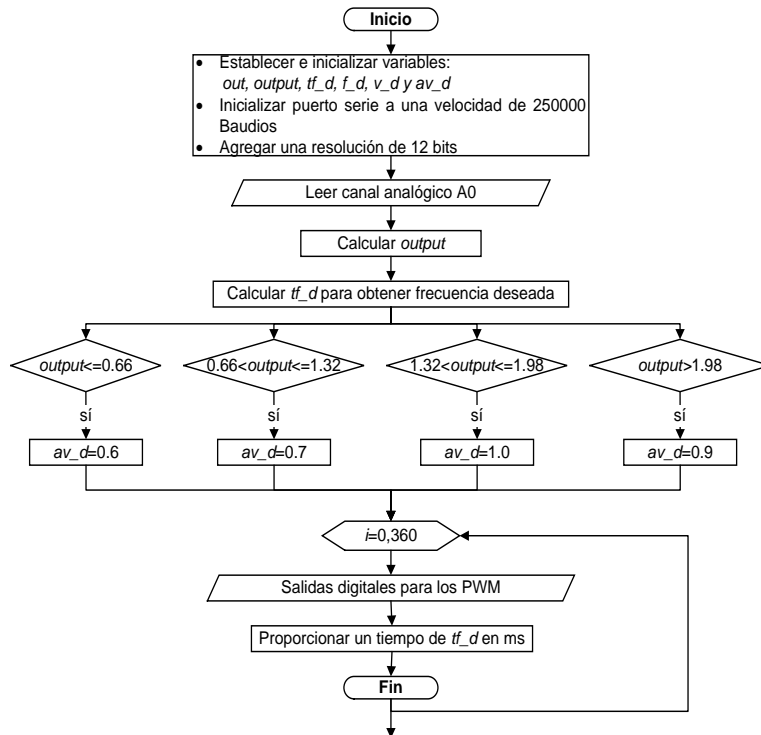 Inicio
• Establecer e inicializar variables:
out, output, tf_d, f_d, v_d y av_d
• Inicializar puerto serie a una velocidad de 250000
Baudios
• Agregar una resolución de 12 bits
Leer canal analógico A0
Calcular output
Calcular tf_d para obtener frecuencia deseada
output<=0.66
0.66<output<=1.32
1.32<output<=1.98
output>1.98
sí
sí
sí
sí
av_d=0.6
av_d=0.7
av_d=1.0
av_d=0.9
i=0,360
Salidas digitales para los PWM
Proporcionar un tiempo de tf_d en ms
Fin